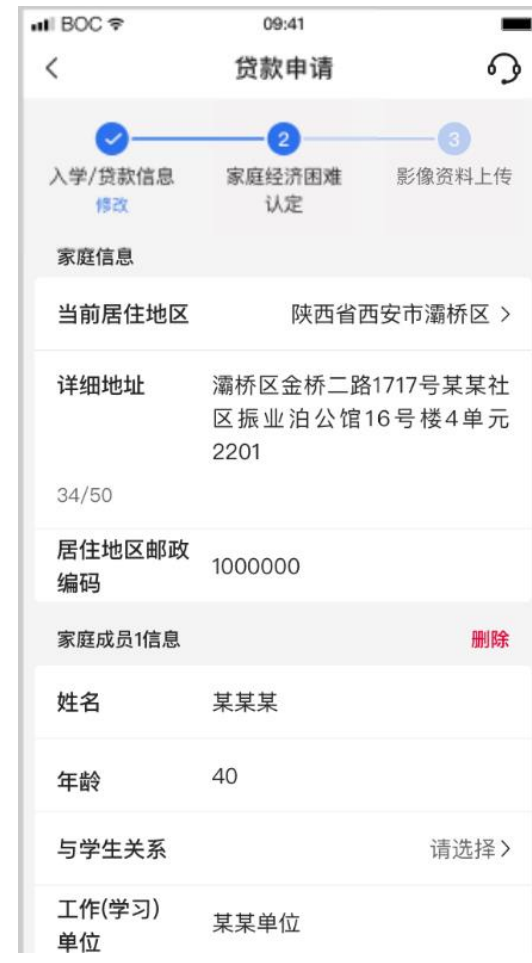 BOC 09:41
贷款申请
2 3
入学/贷款信息 家庭经济困难 影像资料上传
修改 认定
家庭信息
当前居住地区 陕西省西安市灞桥区
详细地址 灞桥区金桥二路1717号某某社
区振业泊公馆16号楼4单元
2201
34/50
居住地区邮政
编码 1000000
家庭成员1信息 删除
姓名 某某某
年龄 40
与学生关系 请选择
工作(学习)
单位 某某单位